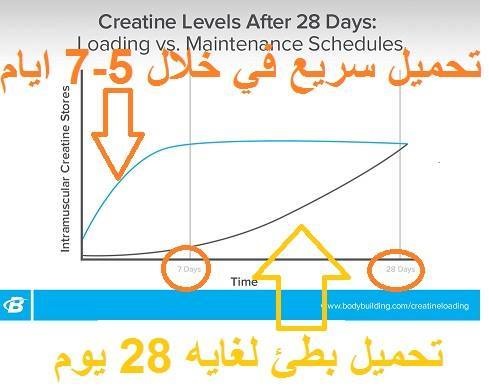 Creatine Levels After 28 Days:
Loading vs. Maintenance Schedules
تحميل سريع في خلال 5-7 ايام
Intramuscular Creatine Stores
7 Days
28 Days
Time
B
www.bodybuilding.com/creatineloading
تحميل بطئ لغايه 28 يوم